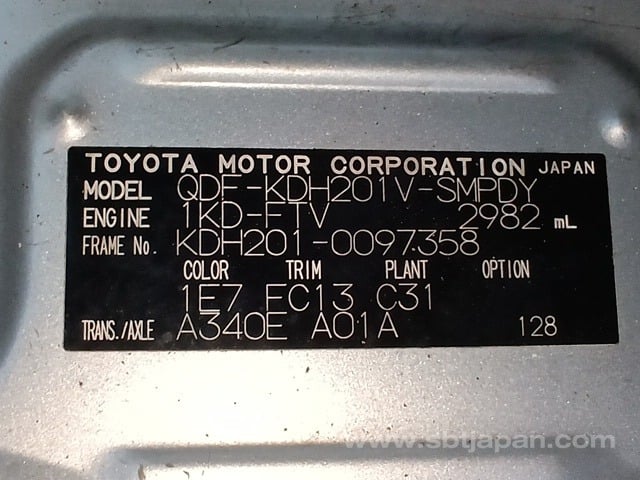 TOYOTA MOTOR CORPORATION JAPAN
MODEL QDF-KDH201V-SMPDY
ENGINE 1KD-FTV 2982 mL
FRAME No. KDH201-0097358
COLOR TRIM PLANT OPTION
1E7 FC13 C31
TRANS./AXLE A340E A01A 128
www.sbtjapan.com